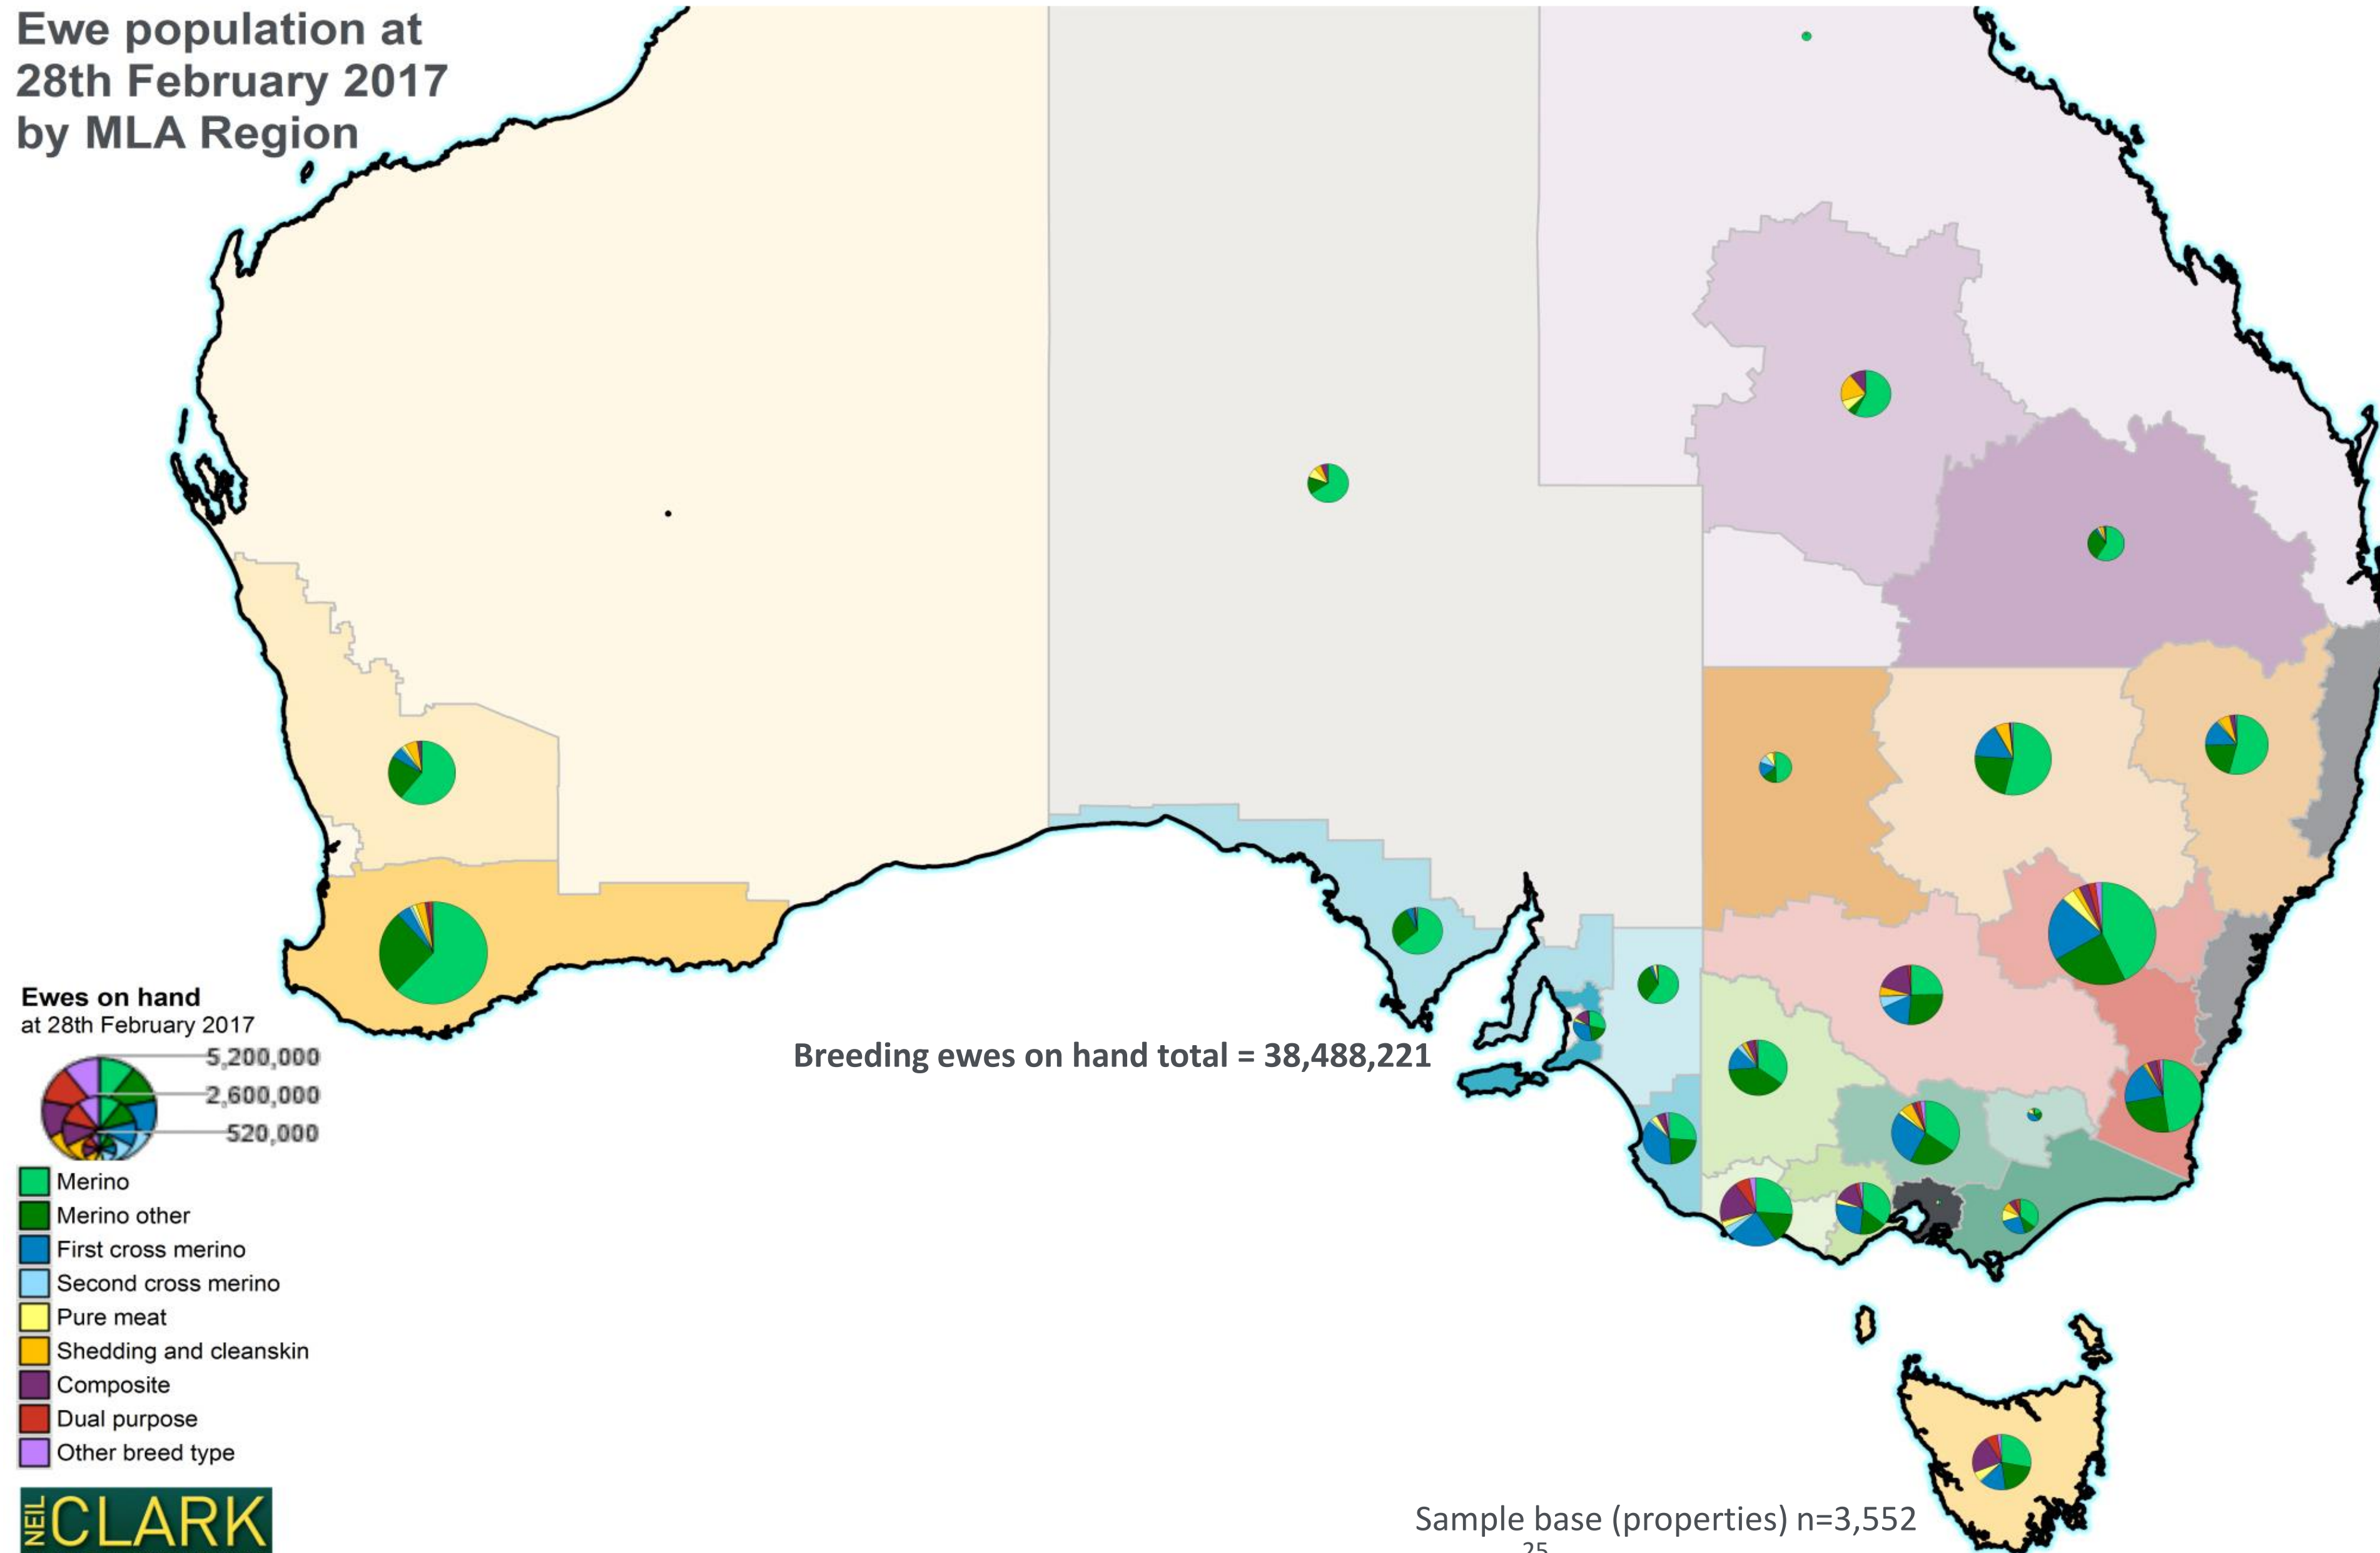 Ewe population at
28th February 2017
by MLA Region
Ewes on hand
at 28th February 2017
5,200,000
2,600,000
520,000
Merino
Merino other
First cross merino
Second cross merino
Pure meat
Shedding and cleanskin
Composite
Dual purpose
Other breed type
Breeding ewes on hand total = 38,488,221
NEIL CLARK
Sample base (properties) n=3,552
25